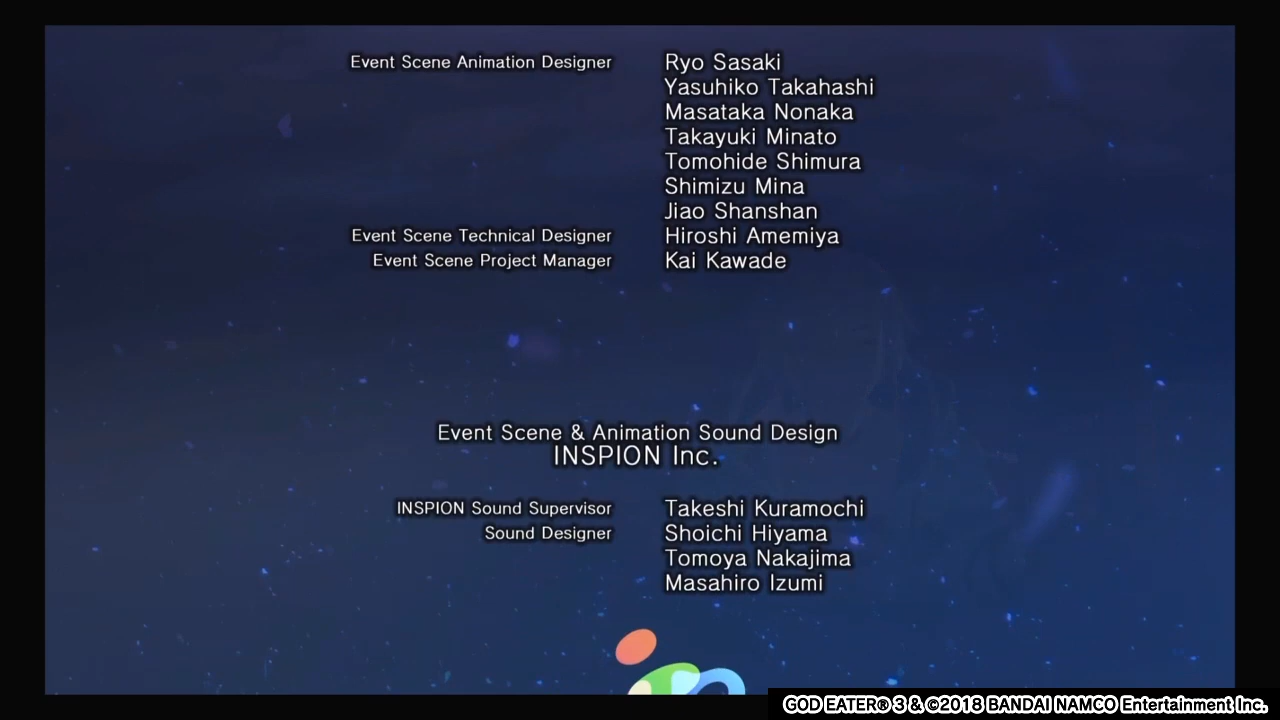 Event Scene Animation Designer Ryo Sasaki
Yasuhiko Takahashi
Masataka Nonaka
Takayuki Minato
Tomohide Shimura
Shimizu Mina
Jiao Shanshan
Event Scene Technical Designer Hiroshi Amemiya
Event Scene Project Manager Kai Kawade
Event Scene & Animation Sound Design
INSPION Inc.
INSPION Sound Supervisor Takeshi Kuramochi
Sound Designer Shoichi Hiyama
Tomoya Nakajima
Masahiro Izumi
GOD EATER® 3 & ©2018 BANDAI NAMCO Entertainment Inc.